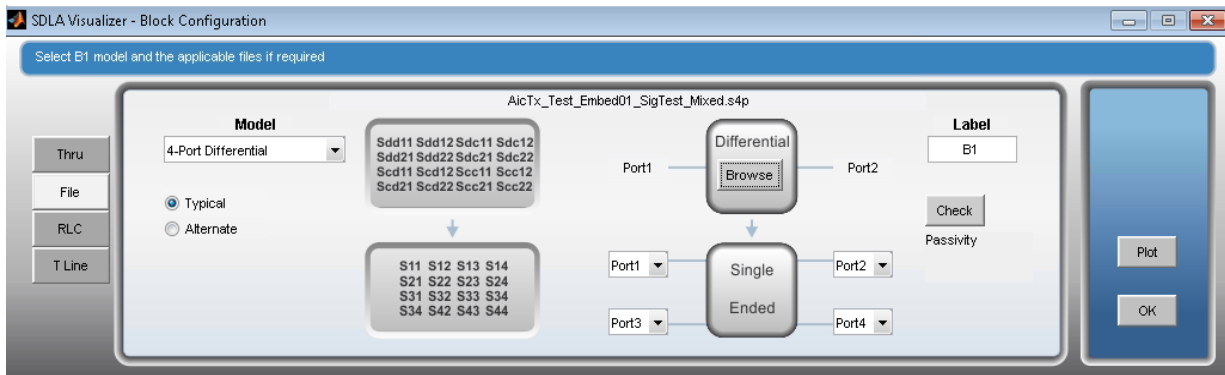 SDLA Visualizer - Block Configuration
Select B1 model and the applicable files if required
AicTx_Test_Embed01_SigTest_Mixed.s4p
Thru
File
RLC
T Line
Model
4-Port Differential
Typical
Alternate
Sdd11 Sdd12 Sdc11 Sdc12
Sdd21 Sdd22 Sdc21 Sdc22
Scd11 Scd12 Scc11 Scc12
Scd21 Scd22 Scc21 Scc22
S11 S12 S13 S14
S21 S22 S23 S24
S31 S32 S33 S34
S34 S42 S43 S44
Port1
Differential
Browse
Port2
Port1
Port3
Single
Ended
Port2
Port4
Label
B1
Check
Passivity
Plot
OK